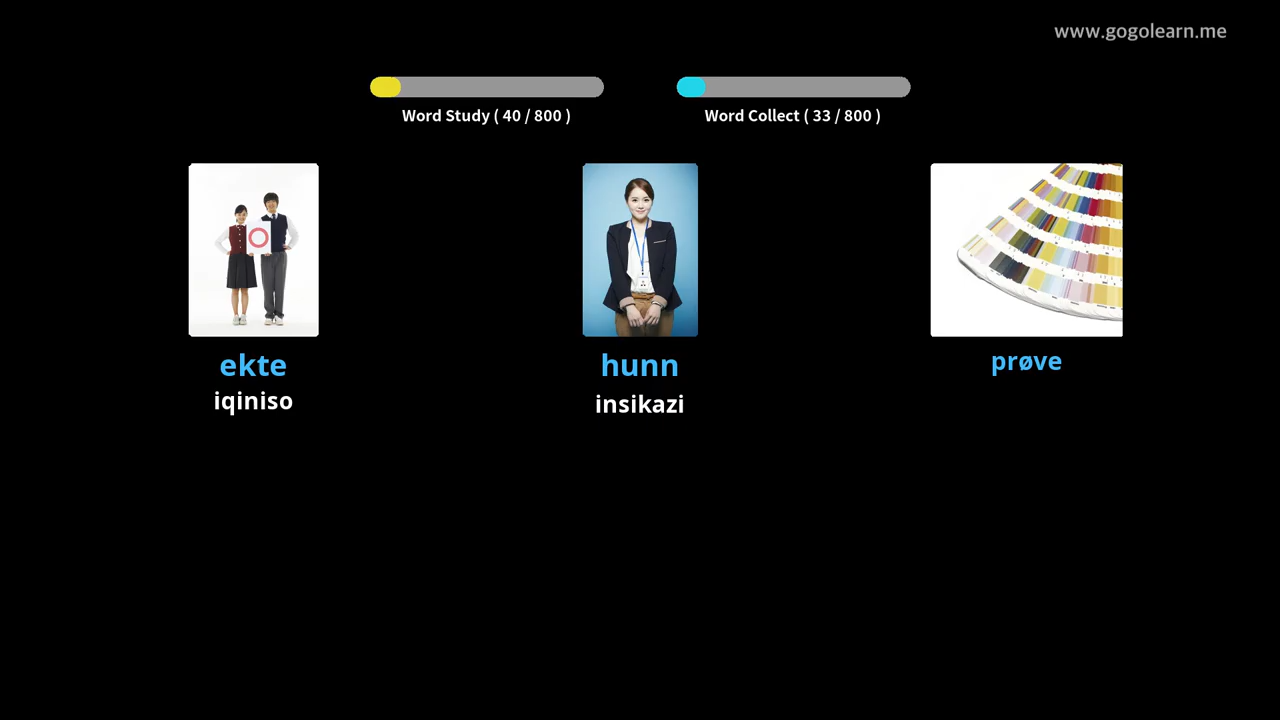 www.gogolearn.me
Word Study ( 40 / 800 )
Word Collect ( 33 / 800 )
ekte
iqiniso
hunn
insikazi
prøve